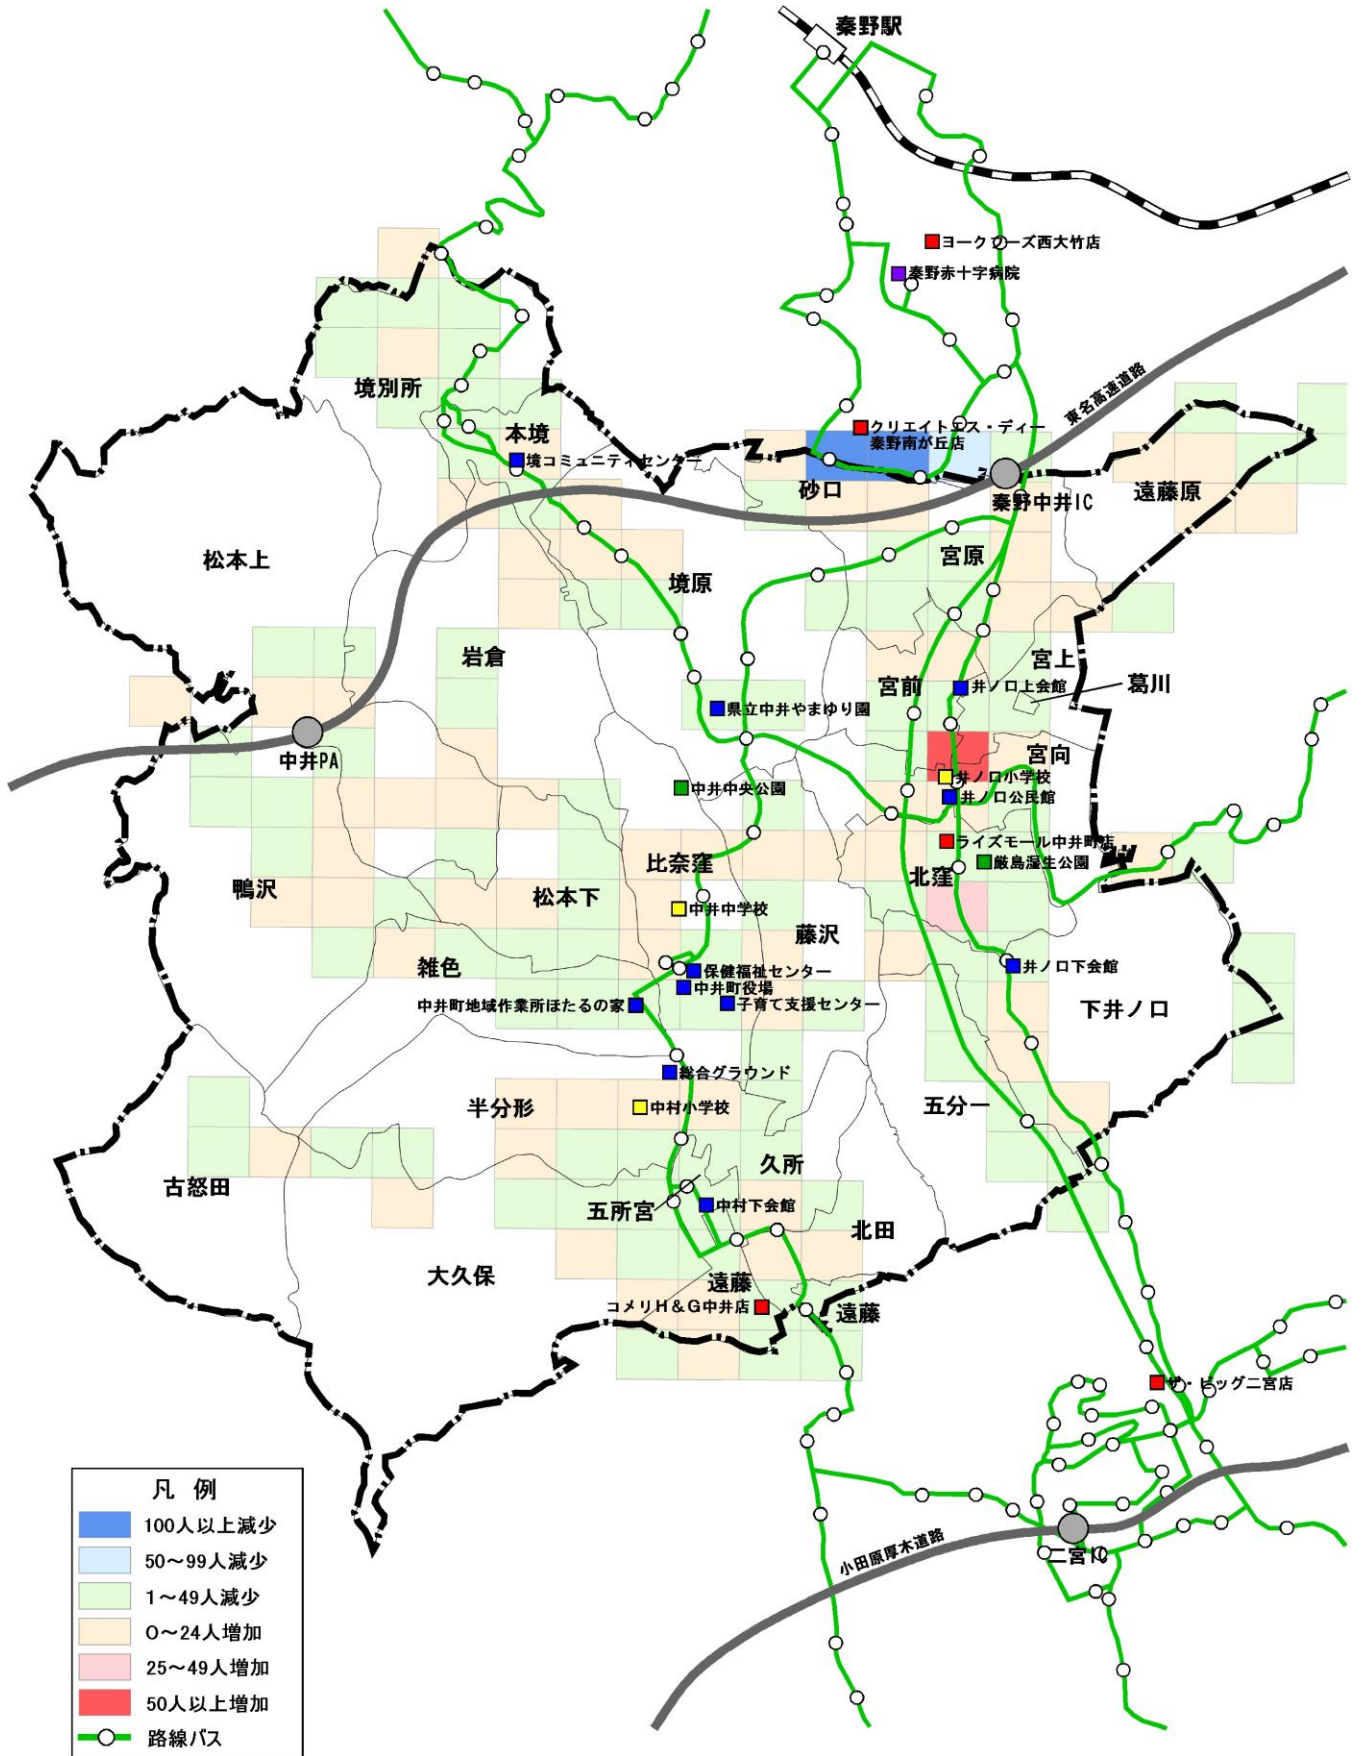 秦野駅
ヨークフーズ西大竹店
秦野赤十字病院
東名高速道路
境別所
クリエイトエス・ディー
秦野南が丘店
本境
境コミュニティセンター
砂口
秦野中井IC
遠藤原
松本上
宮原
境原
岩倉
宮上
宮前
井ノ口上会館
葛川
県立中井やまゆり園
中井PA
宮向
井ノ口小学校
中井中央公園
井ノ口公民館
ライズモール中井町店
比奈窪
厳島湿生公園
鴨沢
松本下
北窪
中井中学校
藤沢
雑色
保健福祉センター
井ノ口下会館
中井町役場
中井町地域作業所ほたるの家
子育て支援センター
下井ノ口
総合グラウンド
半分形
中村小学校
五分一
久所
古怒田
五所宮
中村下会館
北田
大久保
遠藤
コメリH&G中井店
遠藤
ザ・ビッグ二宮店
凡例
100人以上減少
50～99人減少
1～49人減少
0～24人増加
25～49人増加
50人以上増加
路線バス
小田原厚木道路
二宮IC